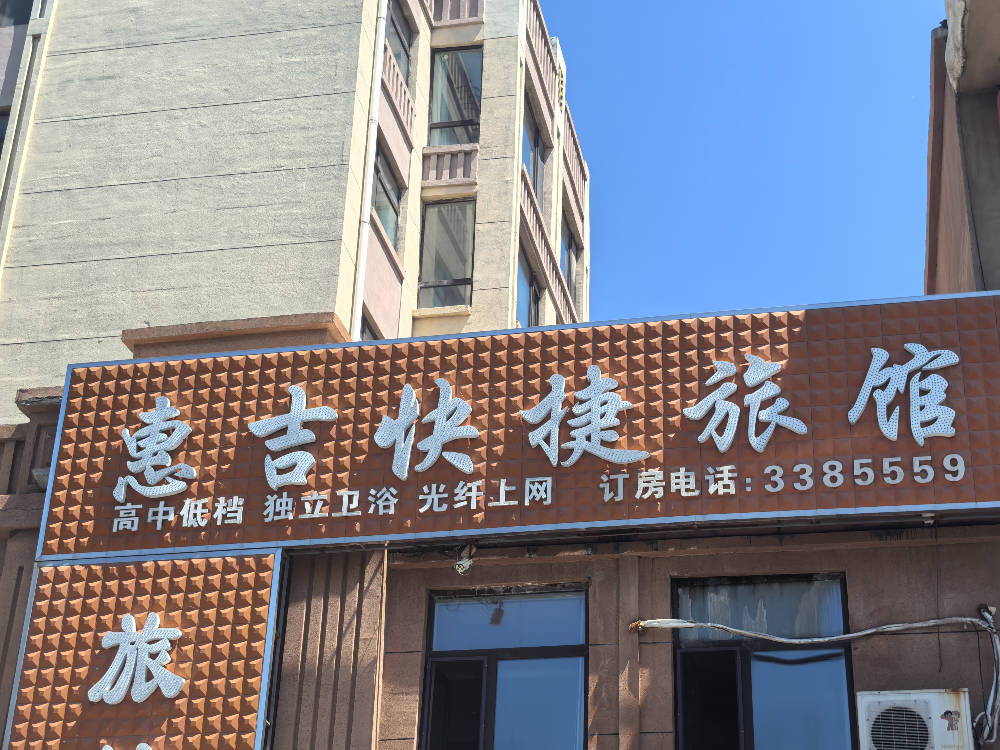 惠吉快捷旅馆
高中低档 独立卫浴 光纤上网 订房电话:3385559
旅